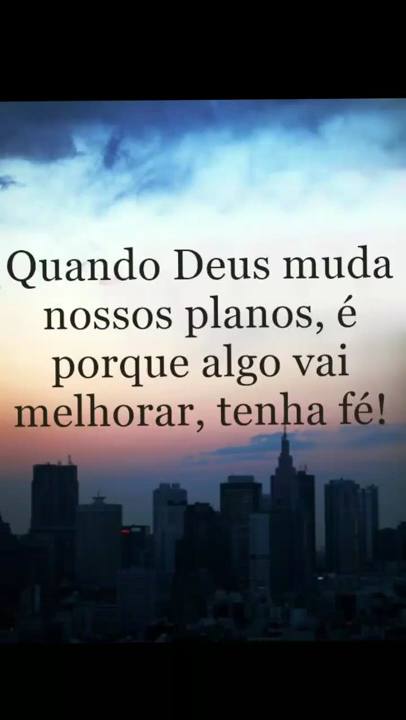 Quando Deus muda
nossos planos, é
porque algo vai
melhorar, tenha fé!